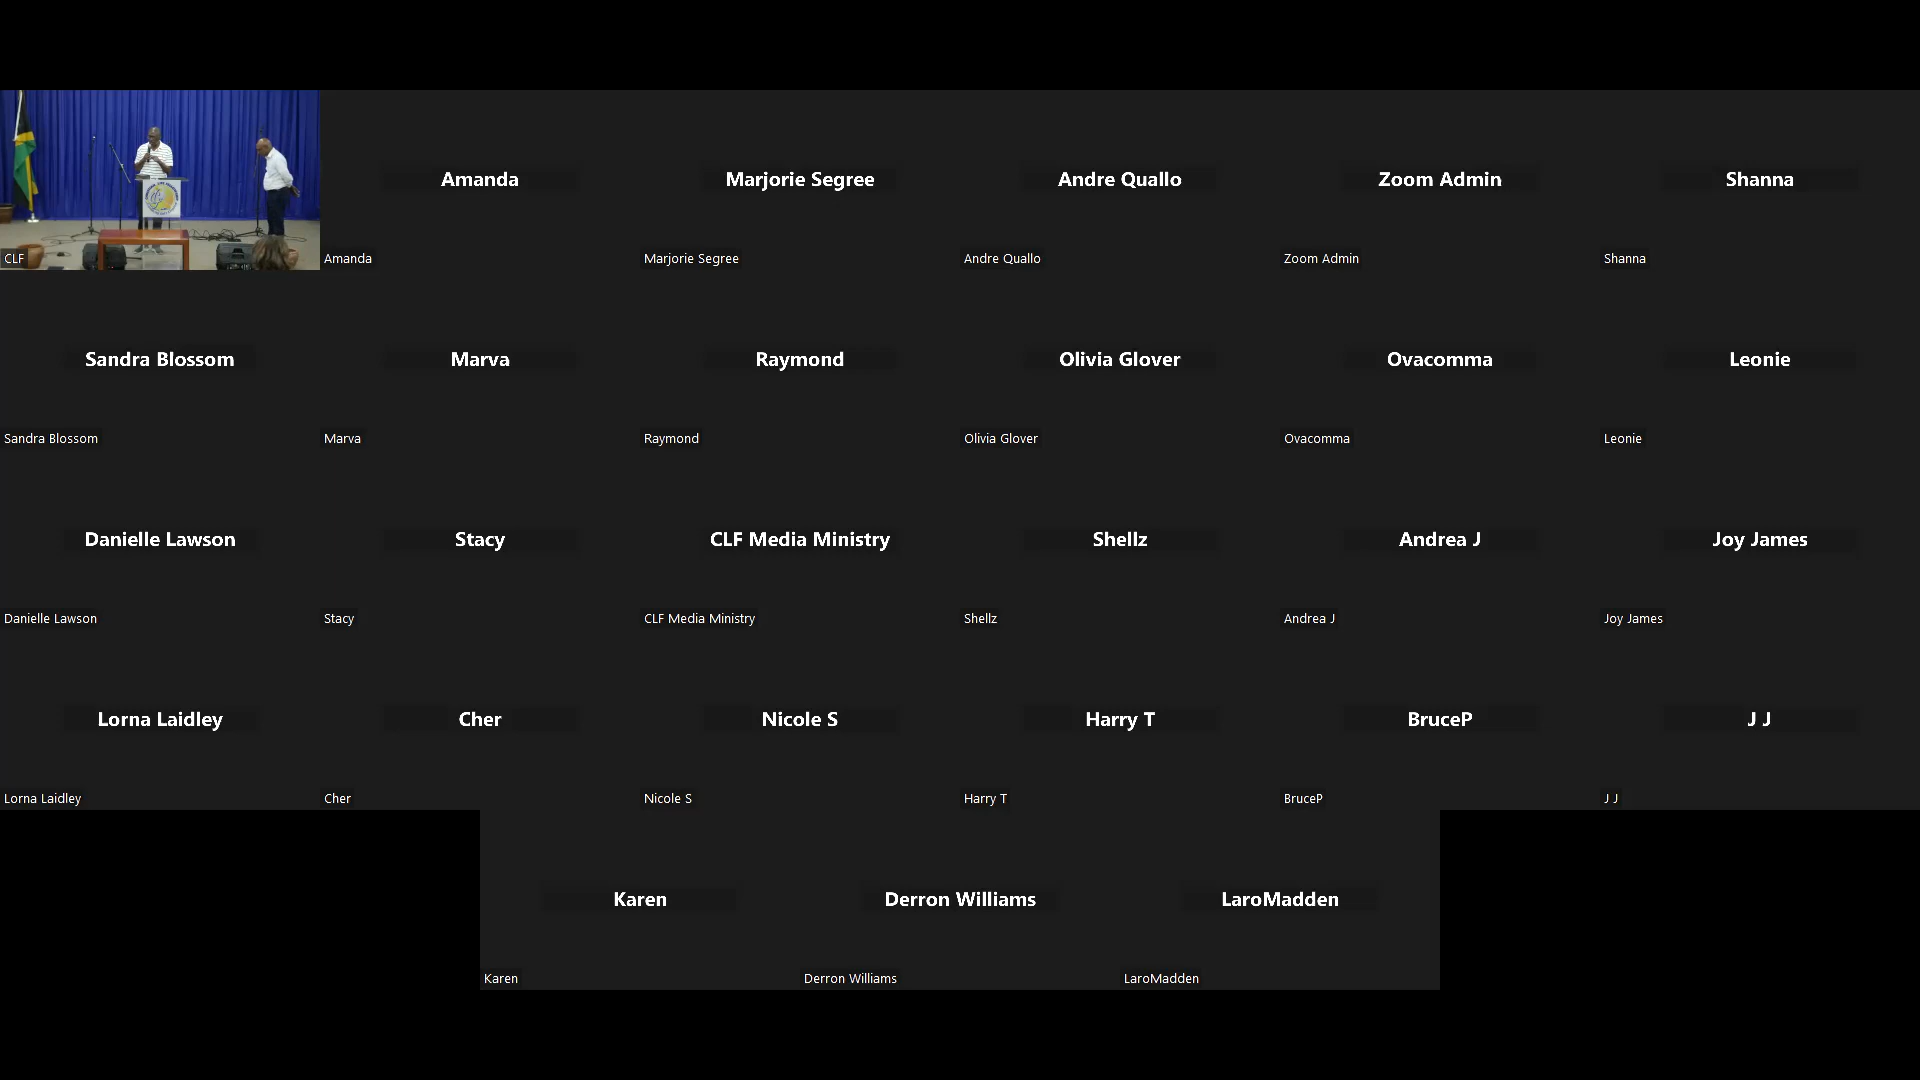 CLF
Amanda
Amanda
Marjorie Segree
Marjorie Segree
Andre Quallo
Andre Quallo
Zoom Admin
Zoom Admin
Shanna
Shanna
Sandra Blossom
Sandra Blossom
Marva
Marva
Raymond
Raymond
Olivia Glover
Olivia Glover
Ovacomma
Ovacomma
Leonie
Leonie
Danielle Lawson
Danielle Lawson
Stacy
Stacy
CLF Media Ministry
CLF Media Ministry
Shellz
Shellz
Andrea J
Andrea J
Joy James
Joy James
Lorna Laidley
Lorna Laidley
Cher
Cher
Nicole S
Nicole S
Harry T
Harry T
BruceP
BruceP
J J
J J
Karen
Karen
Derron Williams
Derron Williams
LaroMadden
LaroMadden